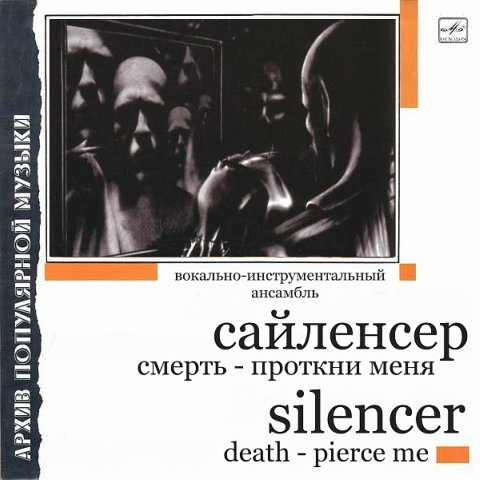 АРХИВ ПОПУЛЯРНОЙ МУЗЫКИ
вокально-инструментальный
ансамбль
сайленсер
смерть - проткни меня
silencer
death - pierce me